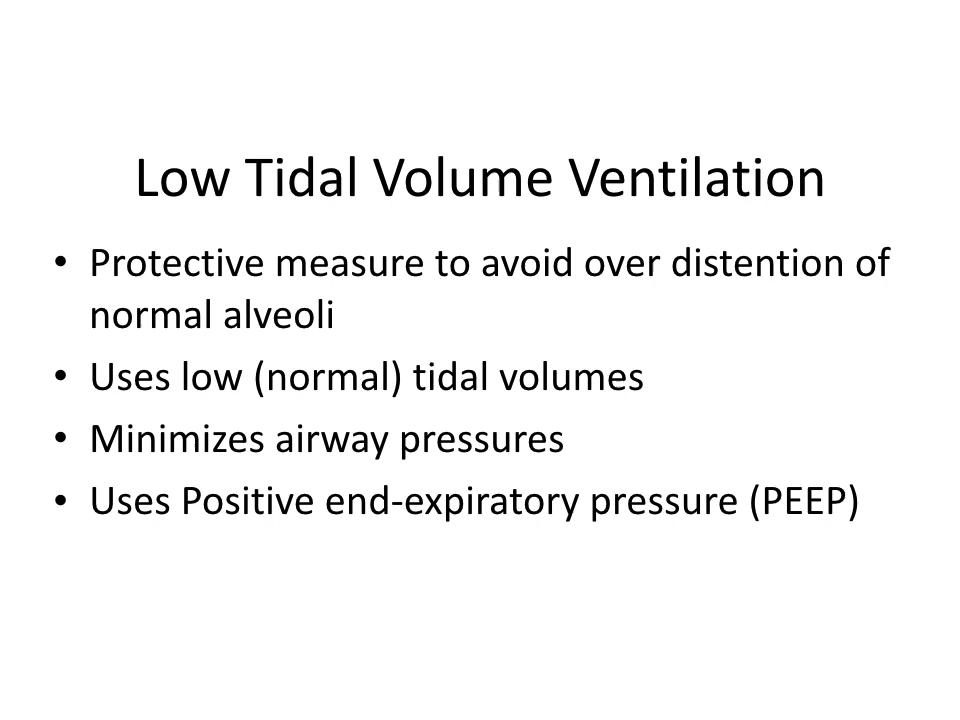 Low Tidal Volume Ventilation
• Protective measure to avoid over distention of
normal alveoli
• Uses low (normal) tidal volumes
• Minimizes airway pressures
• Uses Positive end-expiratory pressure (PEEP)